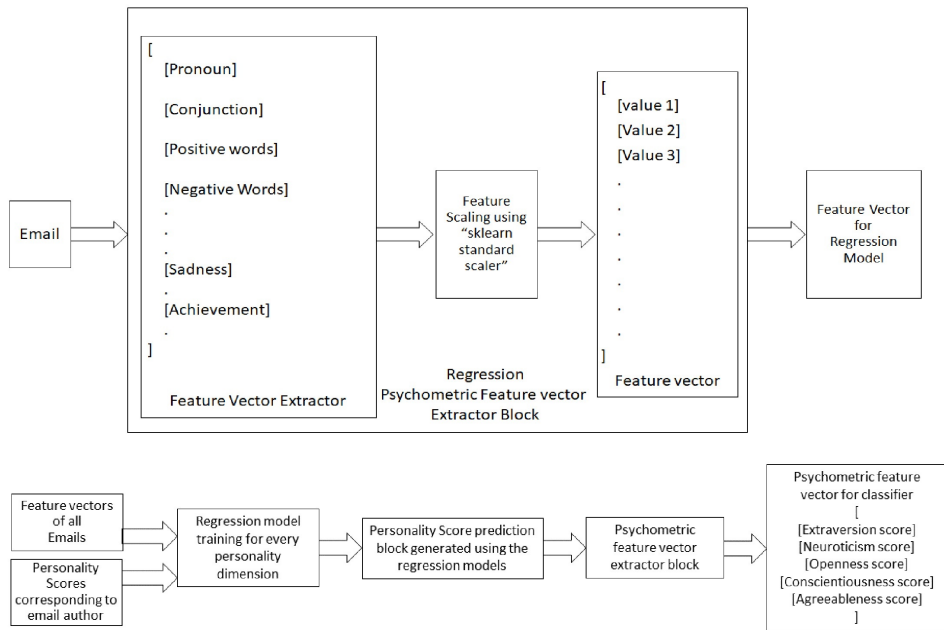 Email
[
[Pronoun]
[Conjunction]
[Positive words]
[Negative Words]
.
.
.
[Sadness]
.
[Achievement]
.
]
Feature Vector Extractor
Feature
Scaling using
“sklearn
standard
scaler”
Regression
Psychometric Feature vector
Extractor Block
[
[value 1]
[Value 2]
[Value 3]
.
.
.
.
.
.
.
]
Feature vector
Feature Vector
for
Regression
Model
Feature vectors
of all
Emails
Personality
Scores
corresponding to
email author
Regression model
training for every
personality
dimension
Personality Score prediction
block generated using the
regression models
Psychometric
feature vector
extractor block
Psychometric feature
vector for classifier
[
[Extraversion score]
[Neuroticism score]
[Openness score]
[Conscientiousness score]
[Agreeableness score]
]